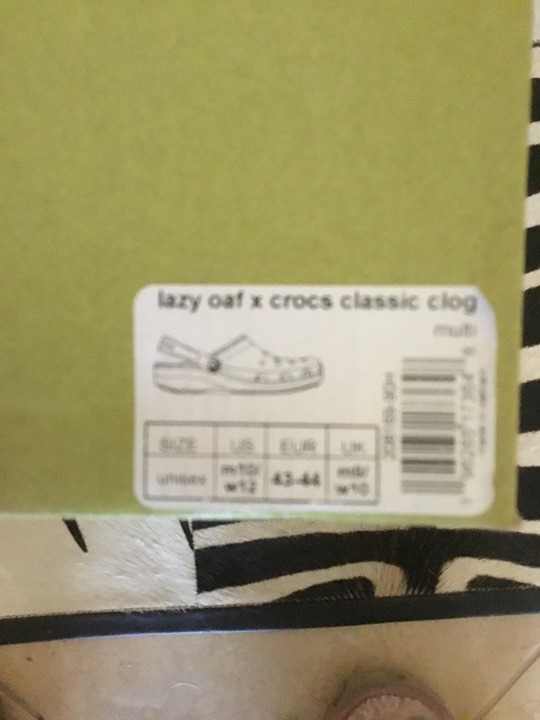 lazy oaf x crocs classic clog
multi
SIZE US EUR UK
unisex m10/ w12 43-44 m9/ w10